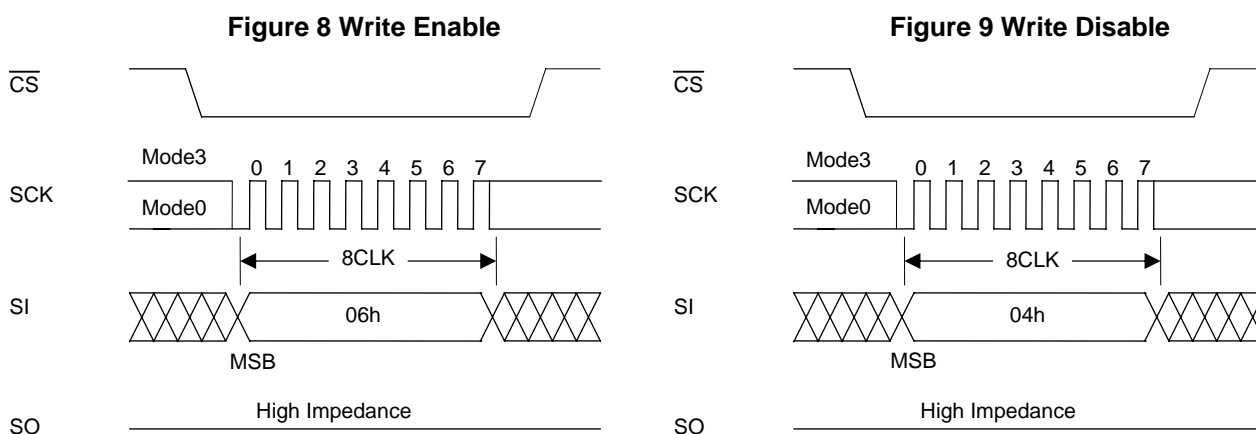 Figure 8 Write Enable
CS
Mode3
0 1 2 3 4 5 6 7
SCK
Mode0
8CLK
SI
06h
MSB
High Impedance
SO
Figure 9 Write Disable
CS
Mode3
0 1 2 3 4 5 6 7
SCK
Mode0
8CLK
SI
04h
MSB
High Impedance
SO